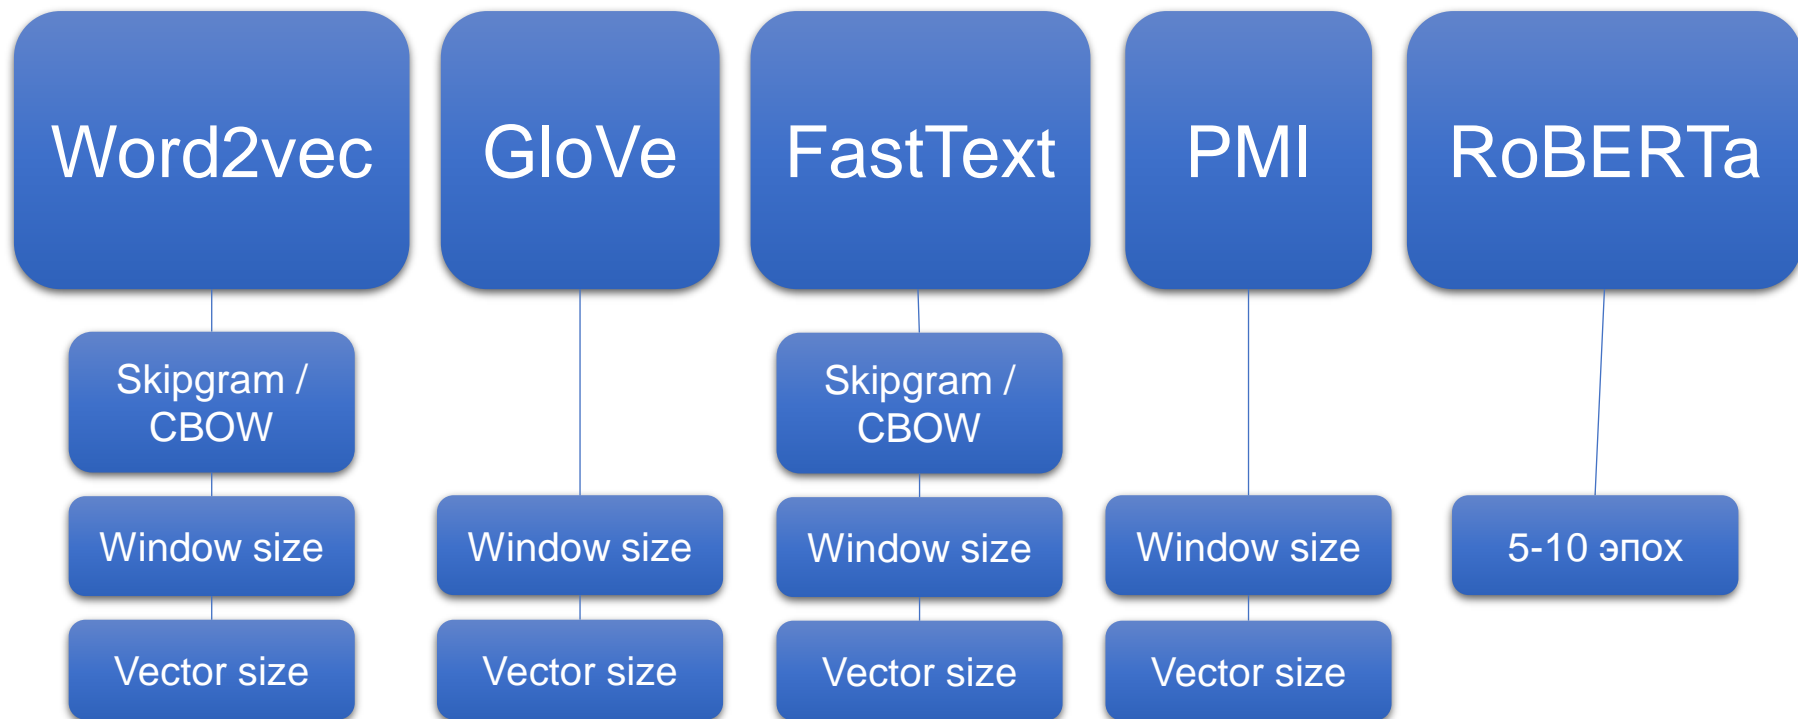 Word2vec
GloVe
FastText
PMI
RoBERTa
Skipgram /
CBOW
Skipgram /
CBOW
Window size
Window size
Window size
Window size
5-10 эпох
Vector size
Vector size
Vector size
Vector size